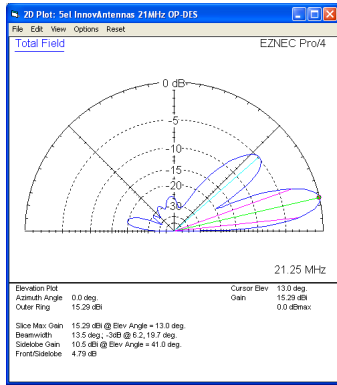 2D Plot: 5el InnovAntennas 21MHz OP-DES
File Edit View Options Reset
Total Field EZNEC Pro/4
0 dB
-5
-10
-15
-20
-30
21.25 MHz
Elevation Plot Cursor Elev 13.0 deg.
Azimuth Angle 0.0 deg. Gain 15.29 dBi
Outer Ring 15.29 dBi 0.0 dBmax
Slice Max Gain 15.29 dBi @ Elev Angle = 13.0 deg.
Beamwidth 13.5 deg.; -3dB @ 6.2, 19.7 deg.
Sidelobe Gain 10.5 dBi @ Elev Angle = 41.0 deg.
Front/Sidelobe 4.79 dB